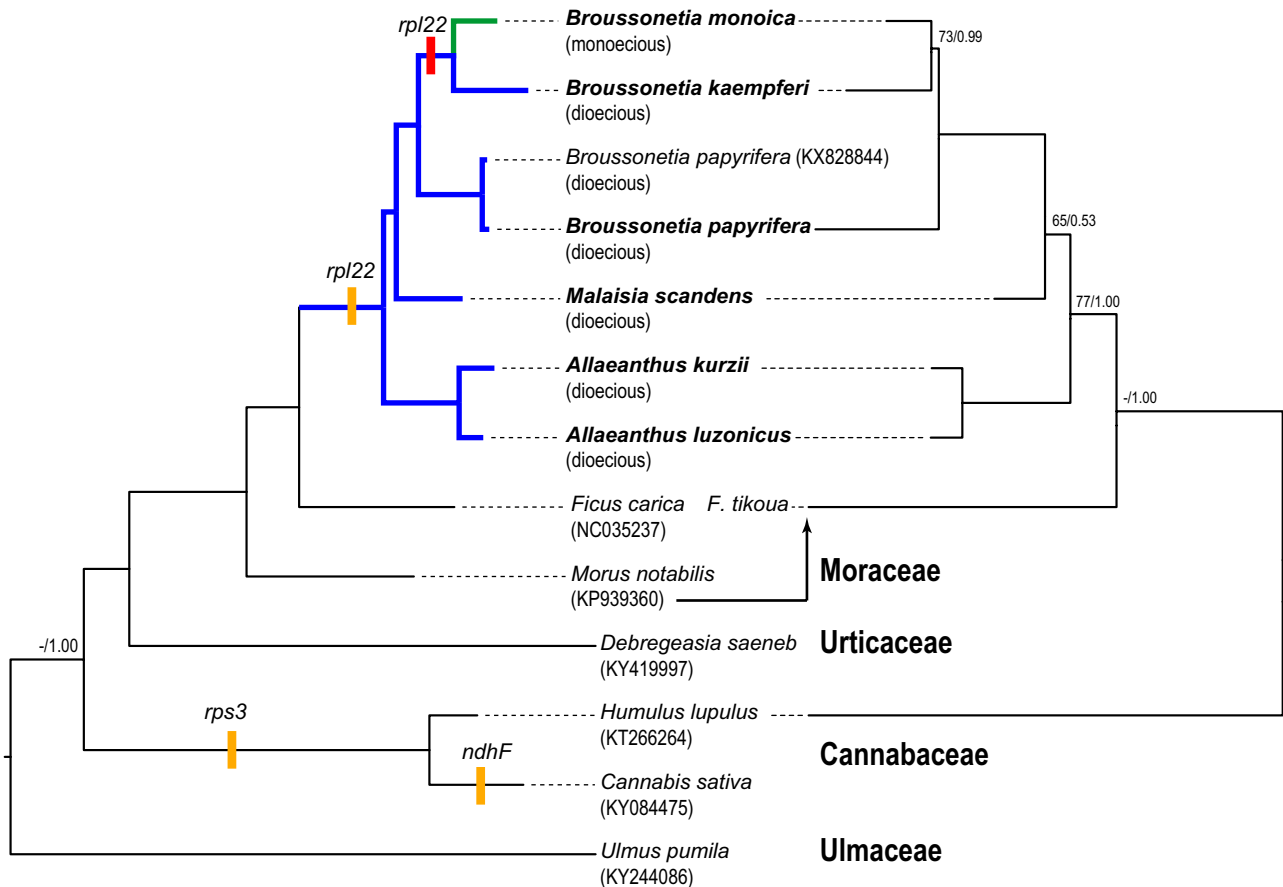 rpl22
Broussonetia monoica
(monoecious)
73/0.99
Broussonetia kaempferi
(dioecious)
Broussonetia papyrifera (KX828844)
(dioecious)
Broussonetia papyrifera
(dioecious)
65/0.53
rpl22
Malaisia scandens
(dioecious)
77/1.00
Allaeanthus kurzii
(dioecious)
-/1.00
Allaeanthus luzonicus
(dioecious)
Ficus carica F. tikoua
(NC035237)
Morus notabilis
(KP939360)
Moraceae
-/1.00
Debregeasia saeneb
(KY419997)
Urticaceae
rps3
Humulus lupulus
(KT266264)
ndhF
Cannabaceae
Cannabis sativa
(KY084475)
Ulmus pumila
(KY244086)
Ulmaceae